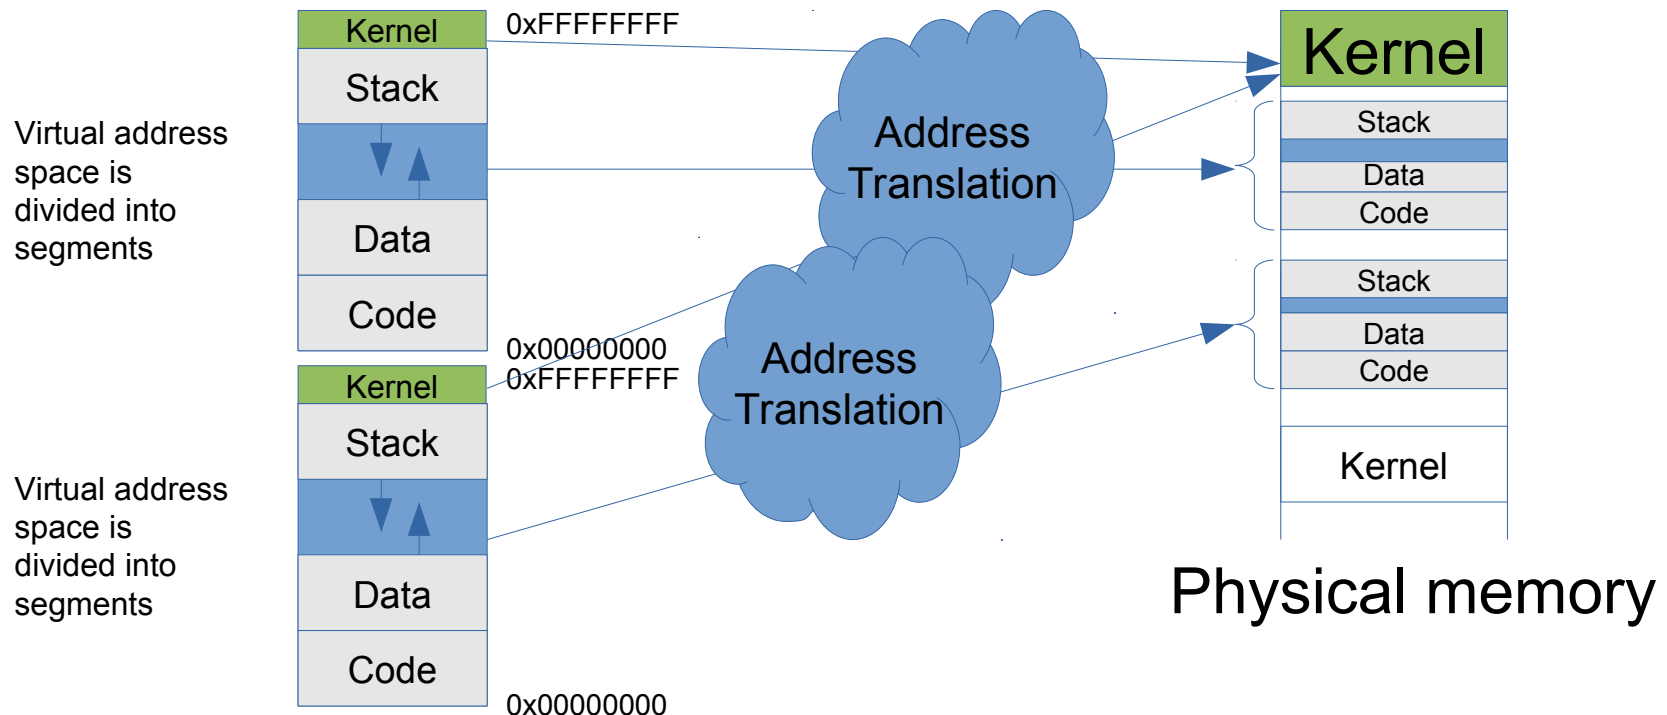 Virtual address
space is
divided into
segments
Kernel
0xFFFFFFFF
Stack
Data
Code
0x00000000
Virtual address
space is
divided into
segments
Kernel
0xFFFFFFFF
Stack
Data
Code
0x00000000
Address
Translation
Address
Translation
Kernel
Stack
Data
Code
Stack
Data
Code
Kernel
Physical memory